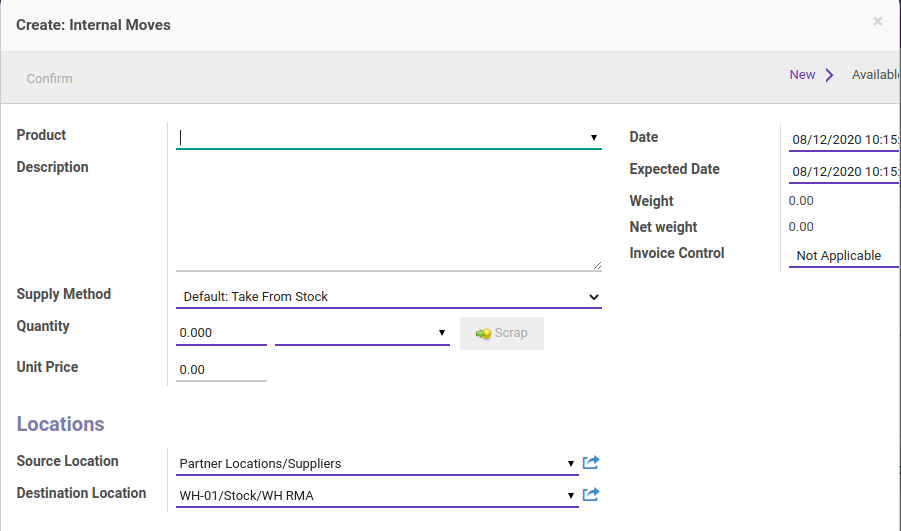 Create: Internal Moves
×
Confirm
New
Available
Product
Description
Supply Method
Default: Take From Stock
Quantity
0.000
Scrap
Unit Price
0.00
Date
08/12/2020 10:15:
Expected Date
08/12/2020 10:15:
Weight
0.00
Net weight
0.00
Invoice Control
Not Applicable
Locations
Source Location
Partner Locations/Suppliers
Destination Location
WH-01/Stock/WH RMA